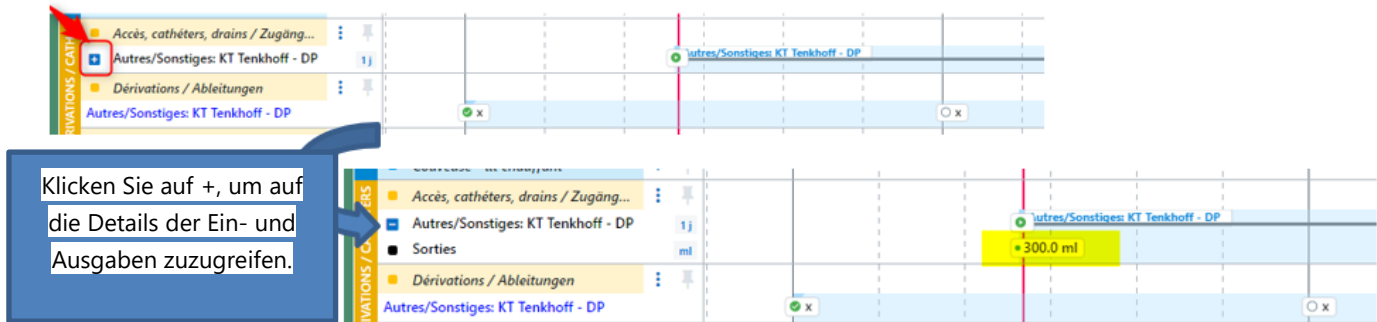 Accès, cathéters, drains / Zugäng...
Autres/Sonstiges: KT Tenkhoff - DP 1 j
Autres/Sonstiges: KT Tenkhoff - DP
Dérivations / Ableitungen
Autres/Sonstiges: KT Tenkhoff - DP x x
Klicken Sie auf +, um auf
die Details der Ein- und
Ausgaben zuzugreifen.
Accès, cathéters, drains / Zugäng...
Autres/Sonstiges: KT Tenkhoff - DP 1 j
Autres/Sonstiges: KT Tenkhoff - DP
Sorties ml 300.0 ml
Dérivations / Ableitungen
Autres/Sonstiges: KT Tenkhoff - DP x x